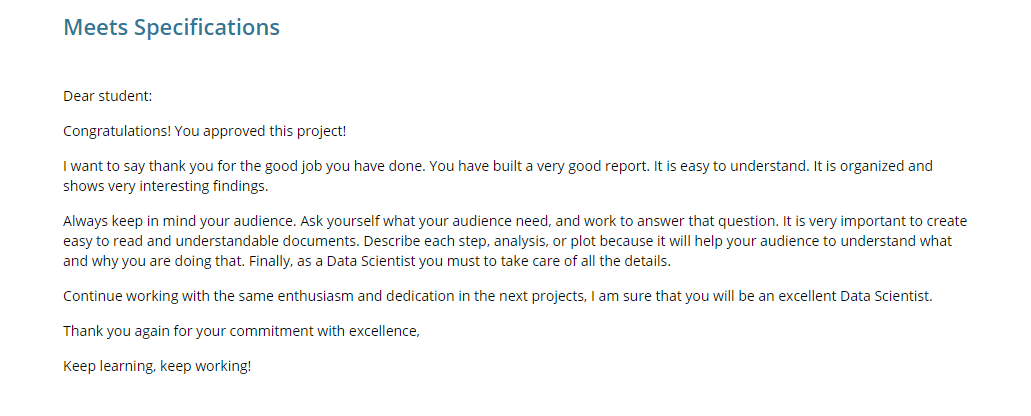 Meets Specifications
Dear student:
Congratulations! You approved this project!
I want to say thank you for the good job you have done. You have built a very good report. It is easy to understand. It is organized and
shows very interesting findings.
Always keep in mind your audience. Ask yourself what your audience need, and work to answer that question. It is very important to create
easy to read and understandable documents. Describe each step, analysis, or plot because it will help your audience to understand what
and why you are doing that. Finally, as a Data Scientist you must to take care of all the details.
Continue working with the same enthusiasm and dedication in the next projects, I am sure that you will be an excellent Data Scientist.
Thank you again for your commitment with excellence,
Keep learning, keep working!